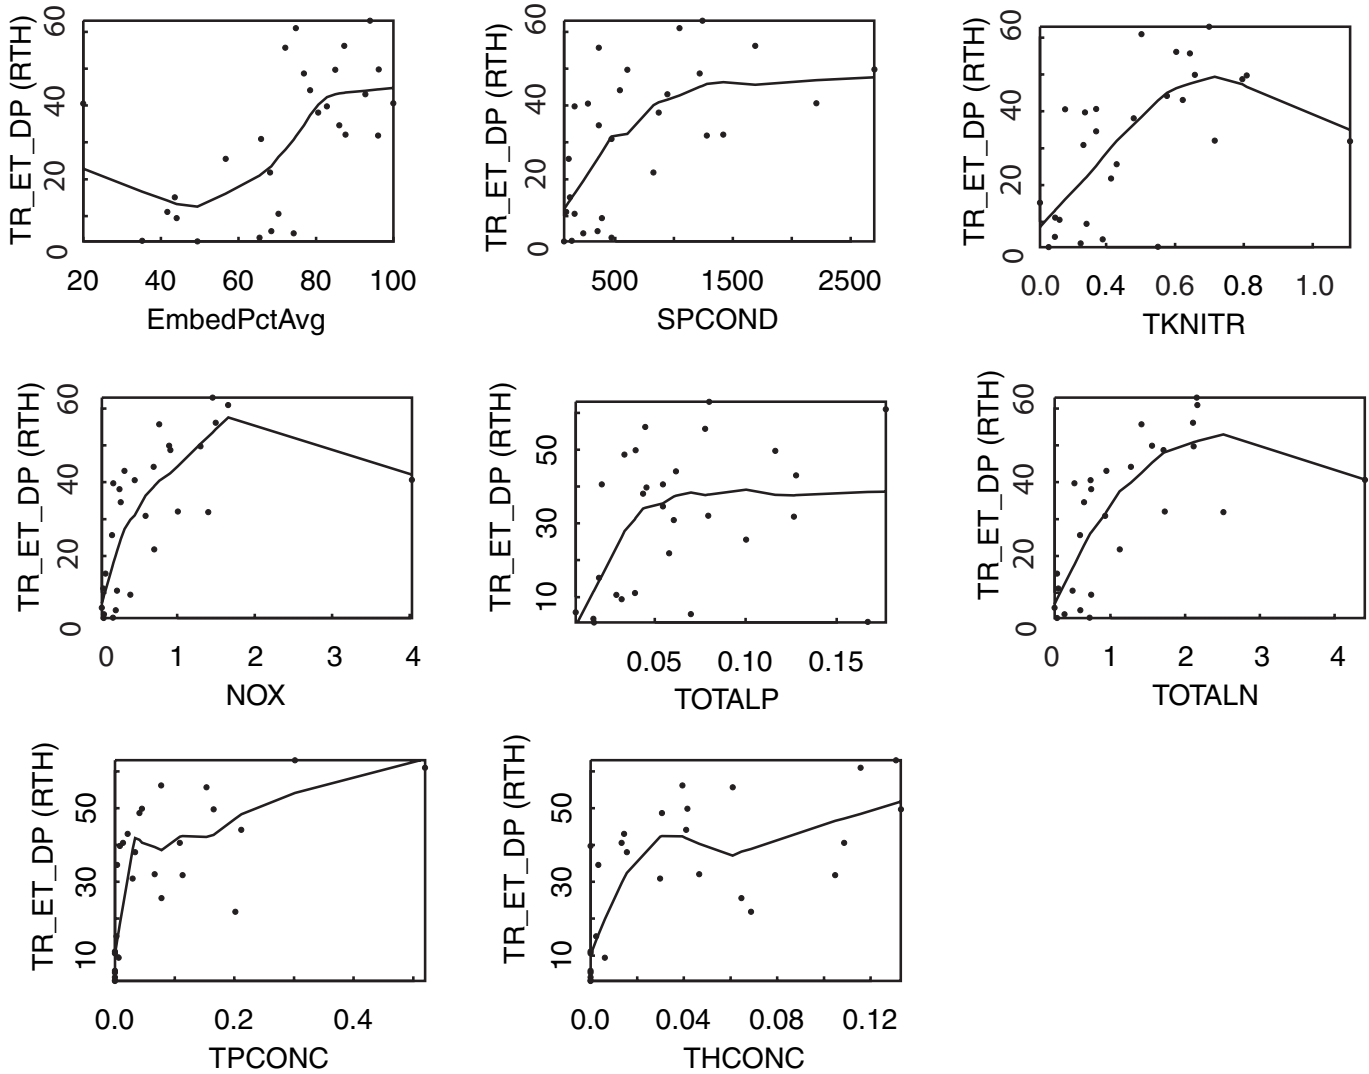 TR_ET_DP (RTH)
0 20 40 60
20 40 60 80 100
EmbedPctAvg
TR_ET_DP (RTH)
0 20 40 60
500 1500 2500
SPCOND
TR_ET_DP (RTH)
0 20 40 60
0.0 0.4 0.6 0.8 1.0
TKNITR
TR_ET_DP (RTH)
0 20 40 60
0 1 2 3 4
NOX
TR_ET_DP (RTH)
10 30 50
0.05 0.10 0.15
TOTALP
TR_ET_DP (RTH)
0 20 40 60
0 1 2 3 4
TOTALN
TR_ET_DP (RTH)
10 30 50
0.0 0.2 0.4
TPCONC
TR_ET_DP (RTH)
10 30 50
0.0 0.04 0.08 0.12
THCONC